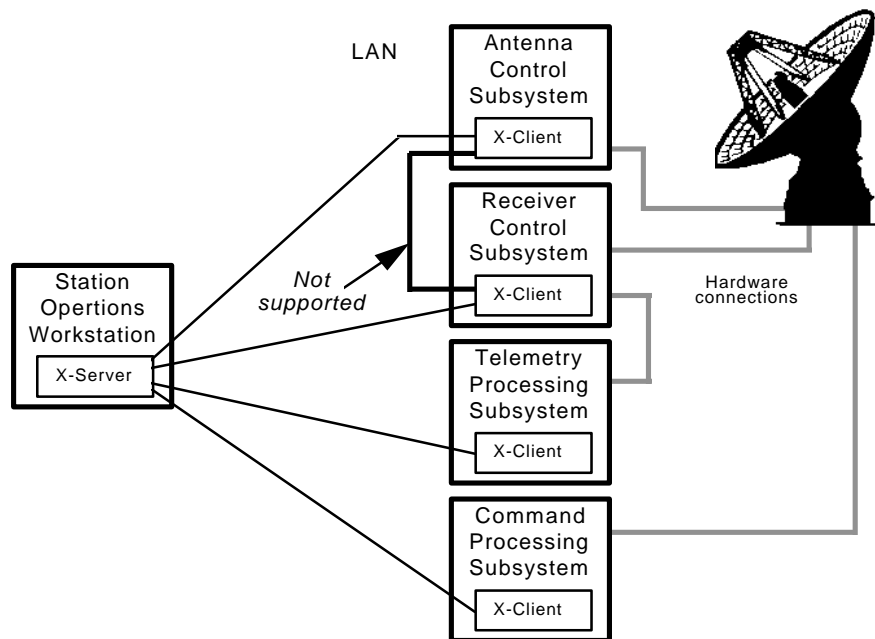 LAN
Antenna
Control
Subsystem
X-Client
Receiver
Control
Subsystem
X-Client
Not
supported
Hardware
connections
Station
Opertions
Workstation
X-Server
Telemetry
Processing
Subsystem
X-Client
Command
Processing
Subsystem
X-Client